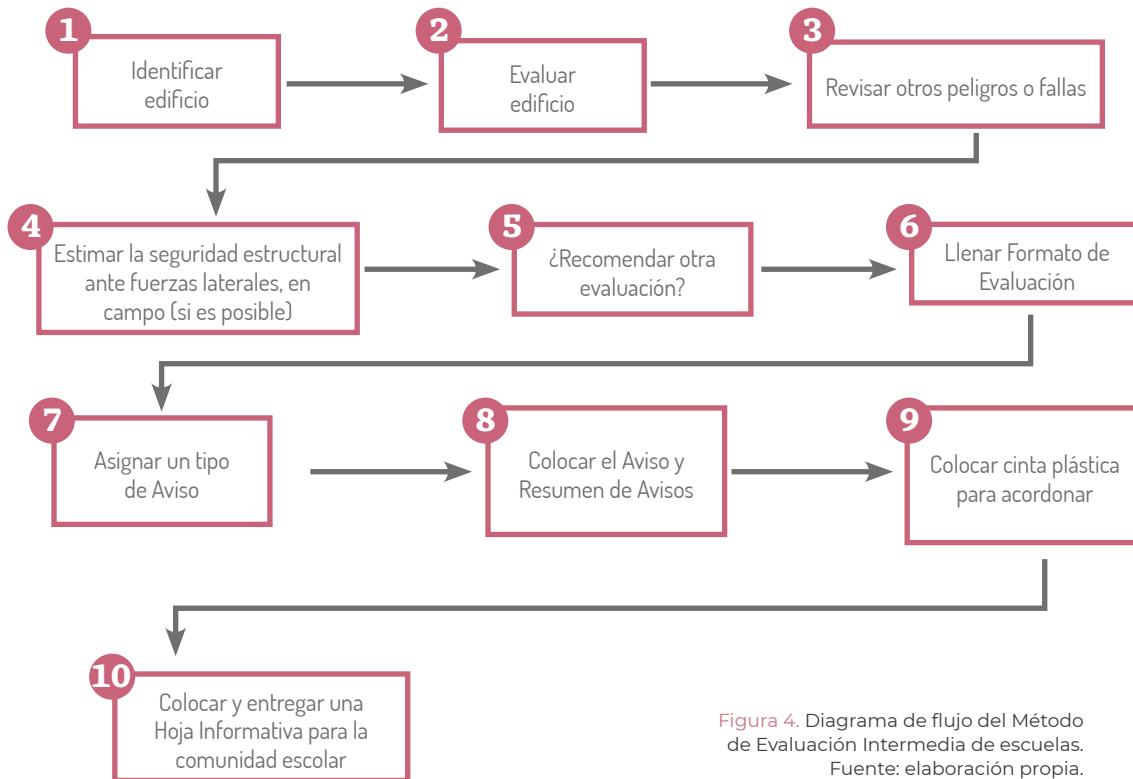 1
Identificar
edificio
2
Evaluar
edificio
3
Revisar otros peligros o fallas
4
Estimar la seguridad estructural
ante fuerzas laterales, en
campo (si es posible)
5
¿Recomendar otra
evaluación?
6
Llenar Formato de
Evaluación
7
Asignar un tipo
de Aviso
8
Colocar el Aviso y
Resumen de Avisos
9
Colocar cinta plástica
para acordonar
10
Colocar y entregar una
Hoja Informativa para la
comunidad escolar
Figura 4. Diagrama de flujo del Método
de Evaluación Intermedia de escuelas.
Fuente: elaboración propia.